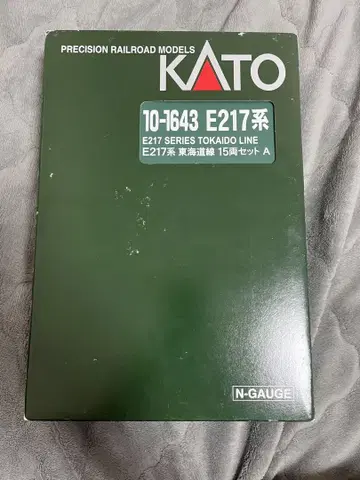 PRECISION RAILROAD MODELS
KATO
10-1643 E217系
E217 SERIES TOKAIDO LINE
E217系 東海道線 15両セット A
N-GAUGE